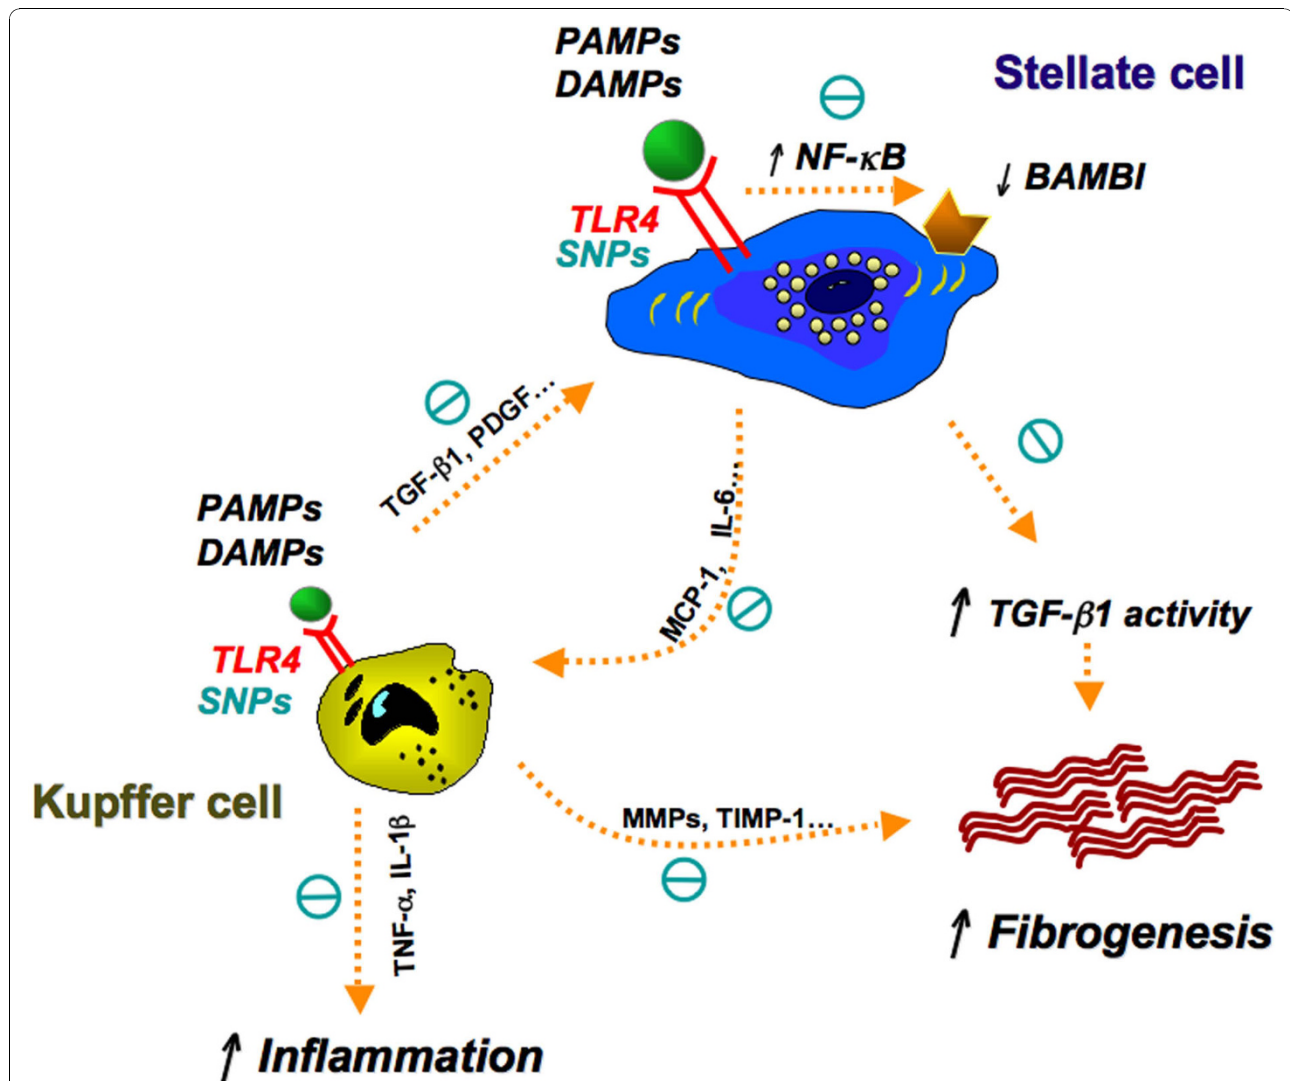 PAMPs
DAMPs
Stellate cell
↑ NF-κB
↓ BAMBI
TLR4
SNPs
TGF-β1, PDGF…
MCP-1, IL-6…
PAMPs
DAMPs
↑ TGF-β1 activity
TLR4
SNPs
Kupffer cell
MMPs, TIMP-1…
TNF-α, IL-1β
↑ Fibrogenesis
↑ Inflammation